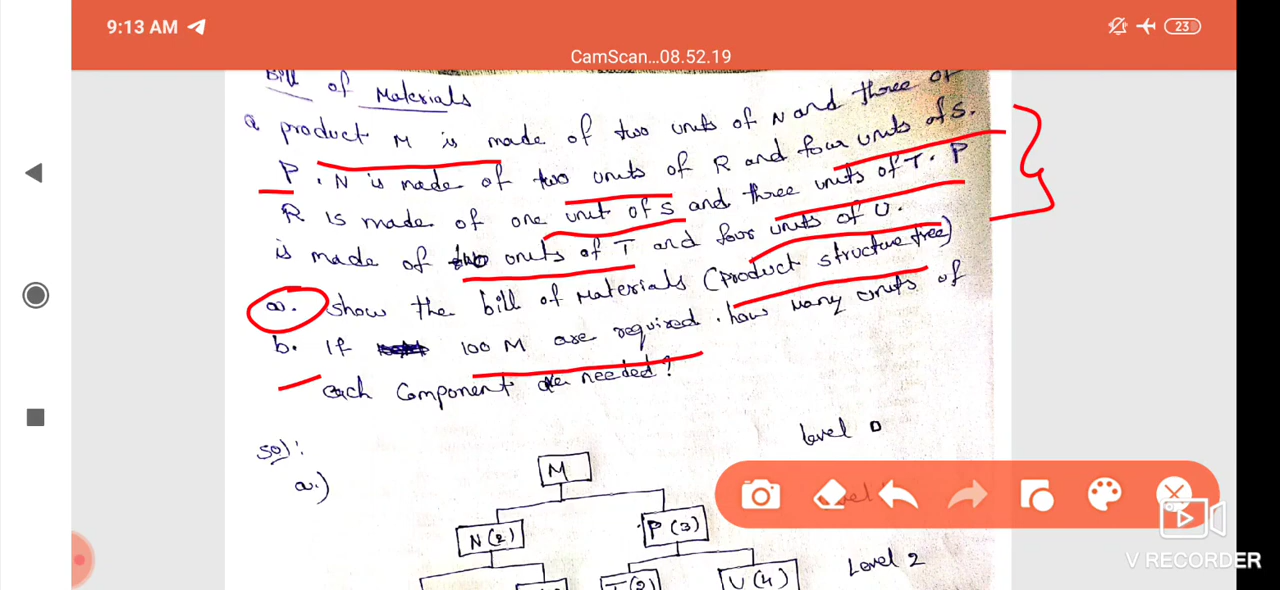 9:13 AM
23
CamScan...08.52.19
Bill of Materials
a product M is made of two units of N and three of
P. N is made of two units of R and four units of S.
R is made of one unit of S and three units of T. P
is made of two units of T and four units of U.
a. Show the bill of Materials (Product structure tree)
b. If 100 M are required. how many units of
each Component are needed?
Sol:
Level 0
a.)
M
N(2)
P(3)
Level 2
T(2)
U(4)
V RECORDER